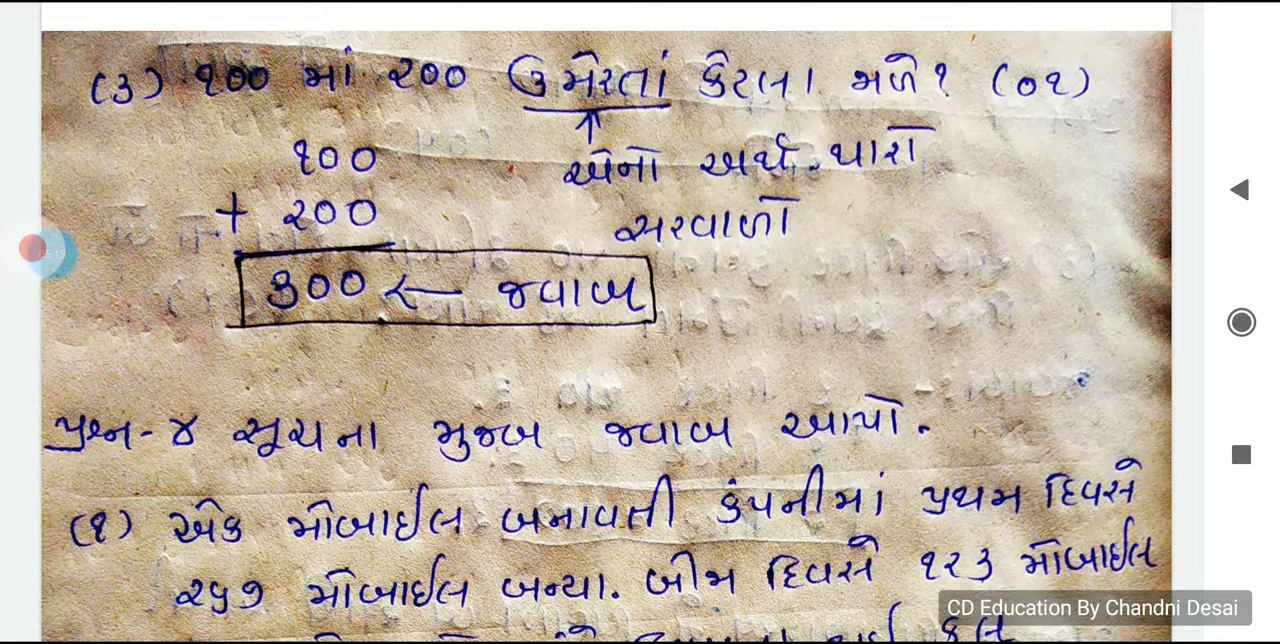 (૩) ૧૦૦ માં ૨૦૦ ઉમેરતાં કેટલા મળે? (૦૧)
૧૦૦
એનો અર્થ થાશે
+ ૨૦૦
સરવાળો
૩૦૦ ← જવાબ
પ્રશ્ન-૪ સૂચના મુજબ જવાબ આપો.
(૧) એક મોબાઈલ બનાવતી કંપનીમાં પ્રથમ દિવસે
૨૫૭ મોબાઈલ બન્યા. બીજા દિવસે ૧૨૩ મોબાઈલ
CD Education By Chandni Desai